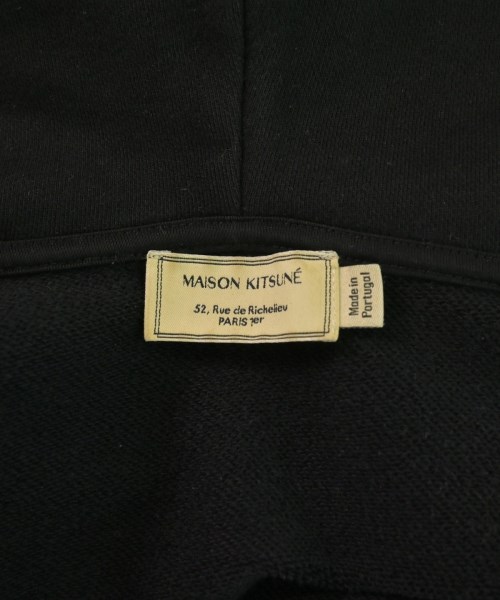 MAISON KITSUNÉ
52, Rue de Richelieu
PARIS 1er
Made in
Portugal